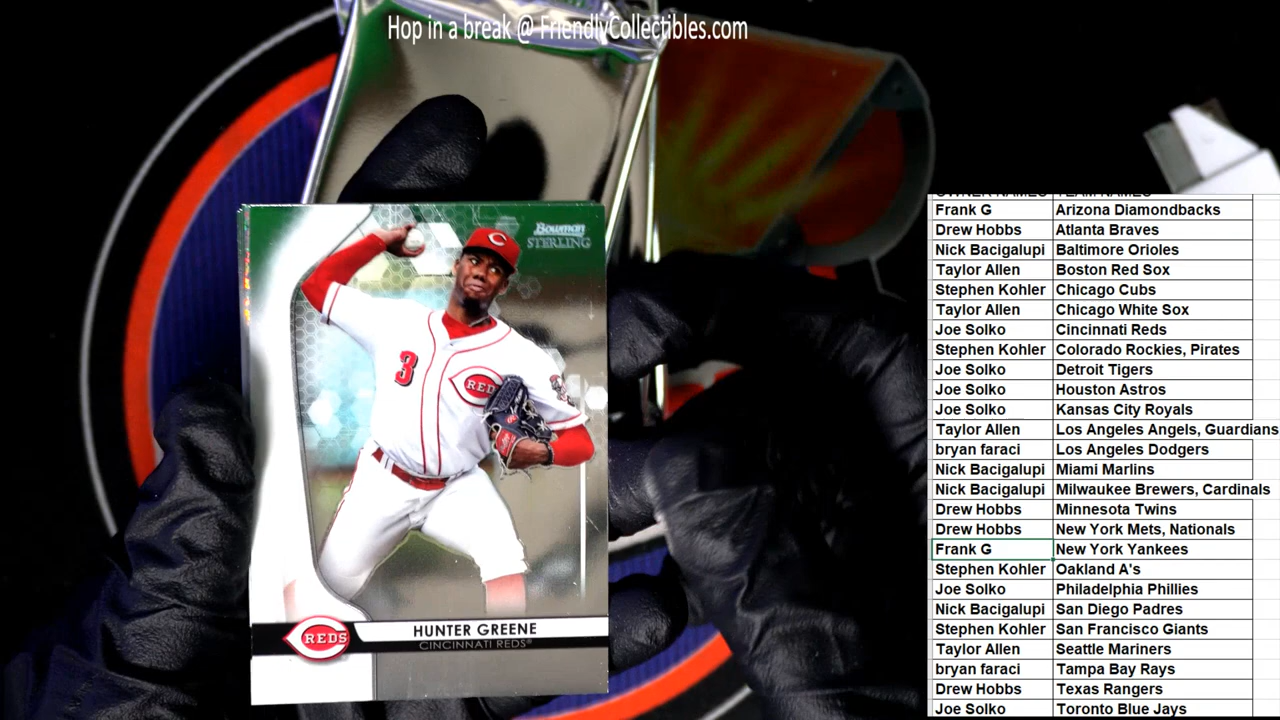 Hop in a break @ FriendlyCollectibles.com
Bowman
STERLING
C
3
REDS
REDS
HUNTER GREENE
CINCINNATI REDS®
OWNER NAMES TEAM NAMES
Frank G Arizona Diamondbacks
Drew Hobbs Atlanta Braves
Nick Bacigalupi Baltimore Orioles
Taylor Allen Boston Red Sox
Stephen Kohler Chicago Cubs
Taylor Allen Chicago White Sox
Joe Solko Cincinnati Reds
Stephen Kohler Colorado Rockies, Pirates
Joe Solko Detroit Tigers
Joe Solko Houston Astros
Joe Solko Kansas City Royals
Taylor Allen Los Angeles Angels, Guardians
bryan faraci Los Angeles Dodgers
Nick Bacigalupi Miami Marlins
Nick Bacigalupi Milwaukee Brewers, Cardinals
Drew Hobbs Minnesota Twins
Drew Hobbs New York Mets, Nationals
Frank G New York Yankees
Stephen Kohler Oakland A's
Joe Solko Philadelphia Phillies
Nick Bacigalupi San Diego Padres
Stephen Kohler San Francisco Giants
Taylor Allen Seattle Mariners
bryan faraci Tampa Bay Rays
Drew Hobbs Texas Rangers
Joe Solko Toronto Blue Jays